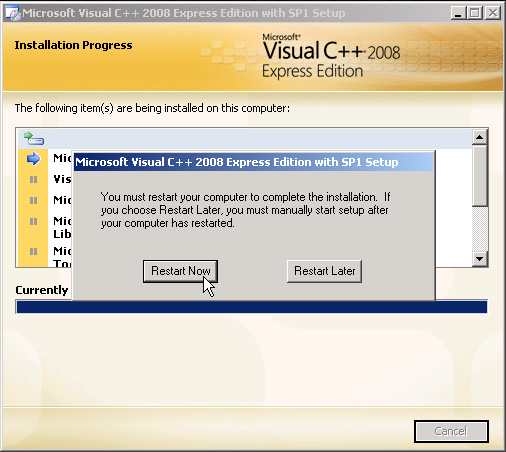 Microsoft Visual C++ 2008 Express Edition with SP1 Setup
Installation Progress
Microsoft®
Visual C++ 2008
Express Edition
The following item(s) are being installed on this computer:
Mic
Microsoft Visual C++ 2008 Express Edition with SP1 Setup
Vis
You must restart your computer to complete the installation. If
Mic
you choose Restart Later, you must manually start setup after
Mic
your computer has restarted.
Lib
Mic
Too
Restart Now
Restart Later
Currently
Cancel